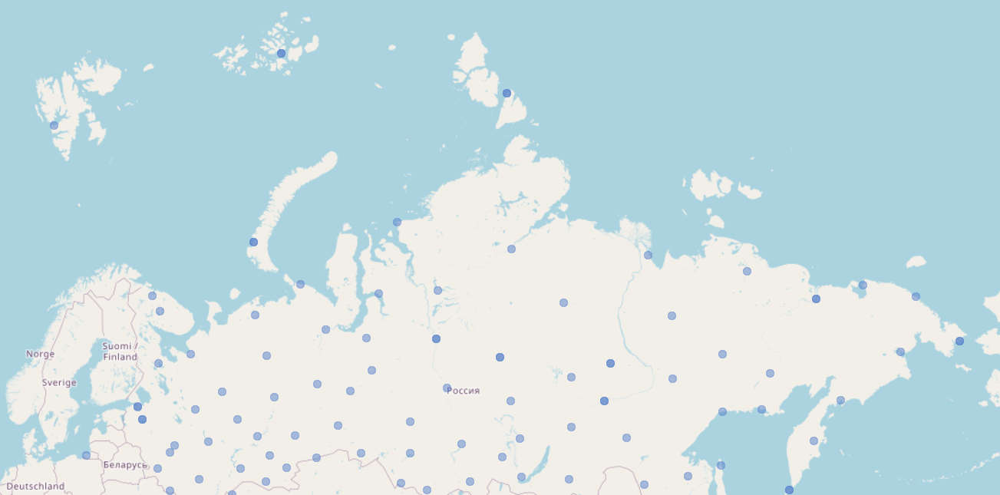 Norge
Suomi /
Finland
Sverige
Россия
Беларусь
Deutschland